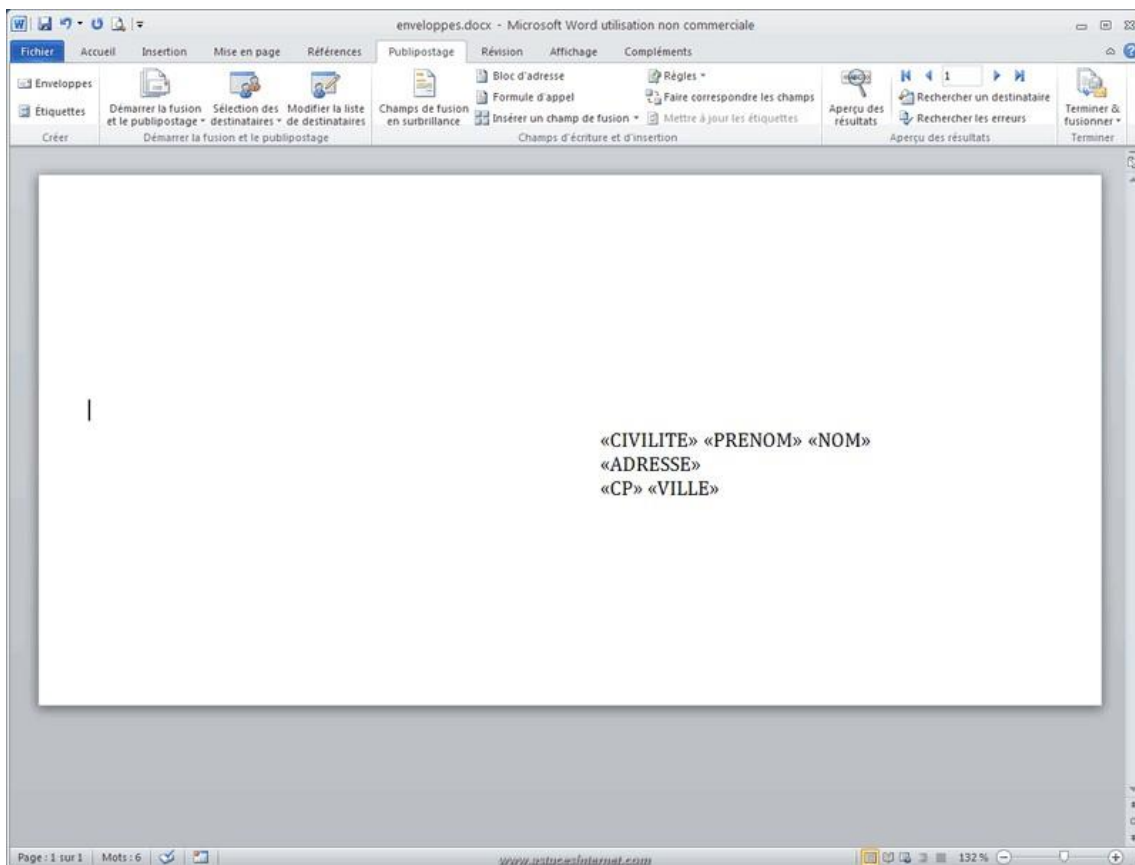 enveloppes.docx - Microsoft Word utilisation non commerciale
Fichier Accueil Insertion Mise en page Références Publipostage Révision Affichage Compléments
Enveloppes
Étiquettes
Créer
Démarrer la fusion et le publipostage
Sélection des destinataires
Modifier la liste de destinataires
Démarrer la fusion et le publipostage
Champs de fusion en surbrillance
Bloc d'adresse
Formule d'appel
Insérer un champ de fusion
Règles
Faire correspondre les champs
Mettre à jour les étiquettes
Champs d'écriture et d'insertion
Aperçu des résultats
1
Rechercher un destinataire
Rechercher les erreurs
Aperçu des résultats
Terminer & fusionner
Terminer
«CIVILITE» «PRENOM» «NOM»
«ADRESSE»
«CP» «VILLE»
Page : 1 sur 1 Mots : 6 www.astucesinternet.com 132 %